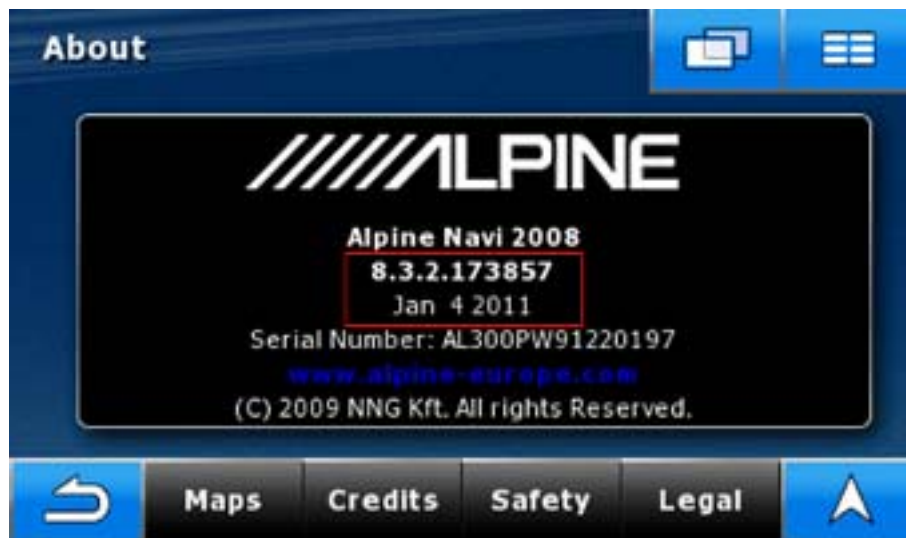 About
ALPINE
Alpine Navi 2008
8.3.2.173857
Jan 4 2011
Serial Number: AL300PW91220197
www.alpine-europe.com
(C) 2009 NNG Kft. All rights Reserved.
Maps Credits Safety Legal